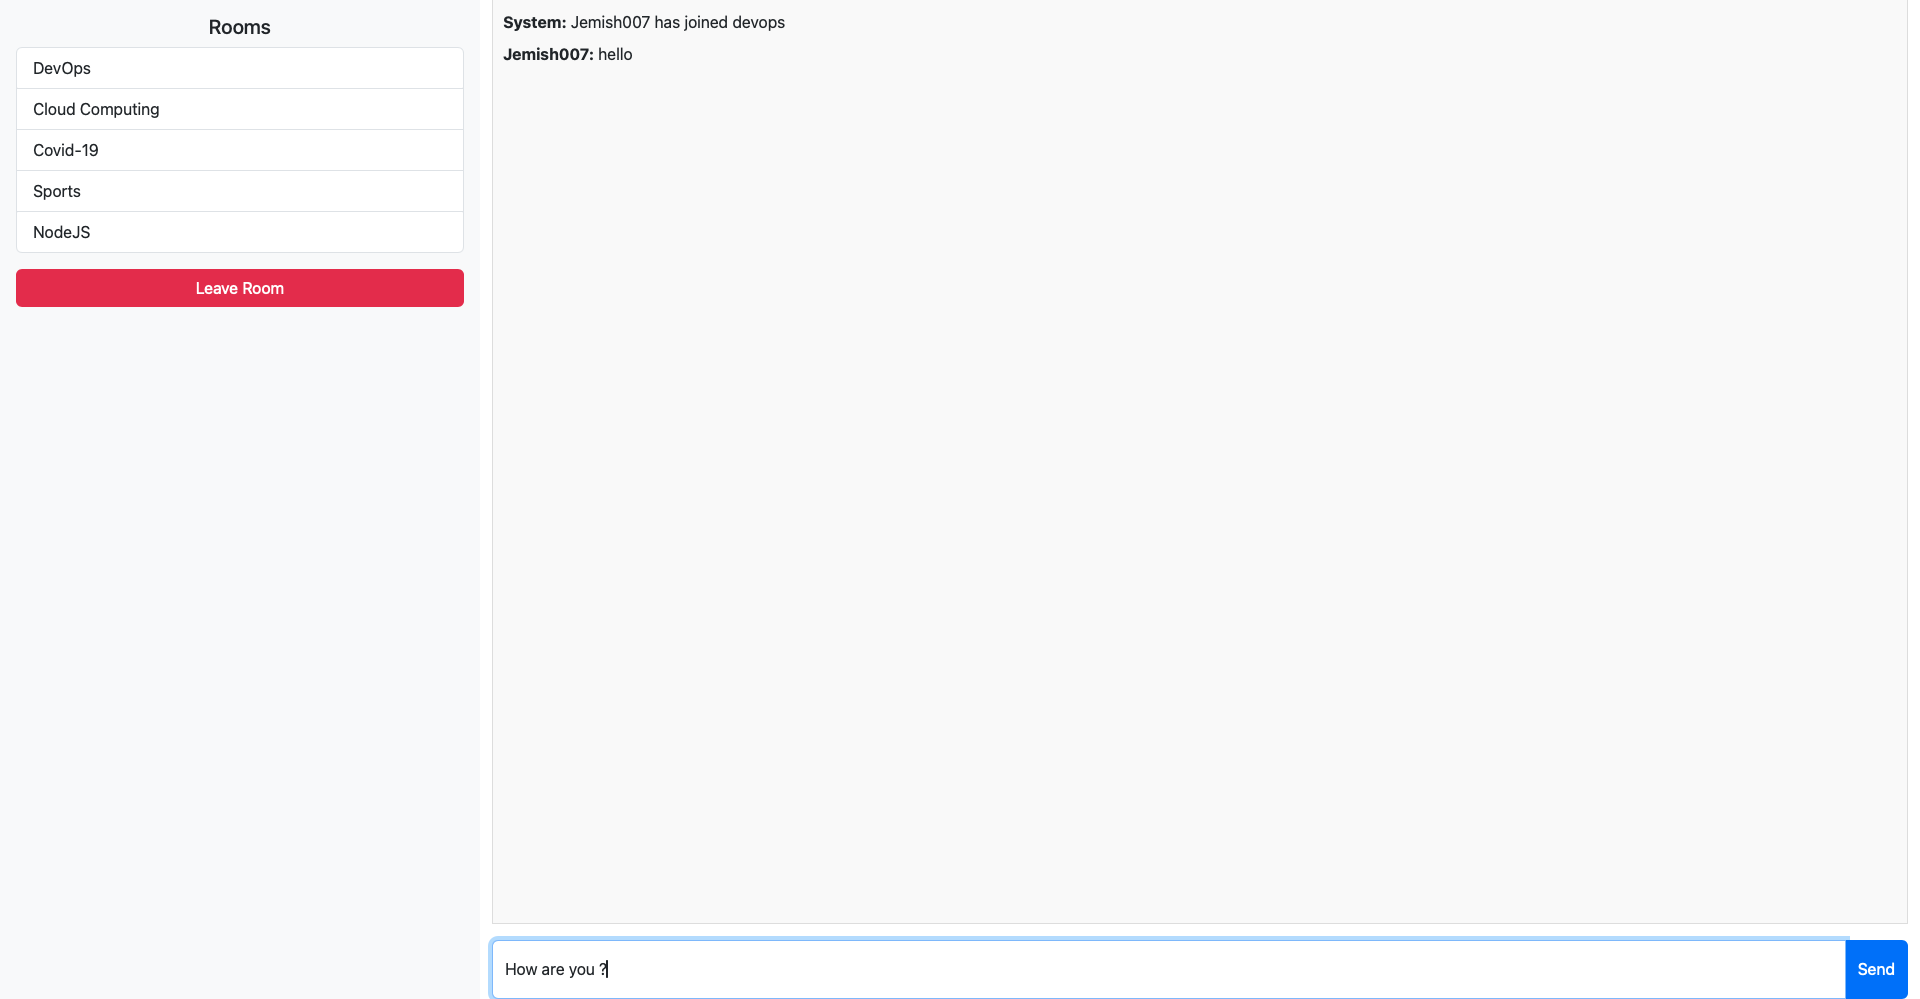 Rooms
DevOps
Cloud Computing
Covid-19
Sports
NodeJS
Leave Room
System: Jemish007 has joined devops
Jemish007: hello
How are you ?
Send